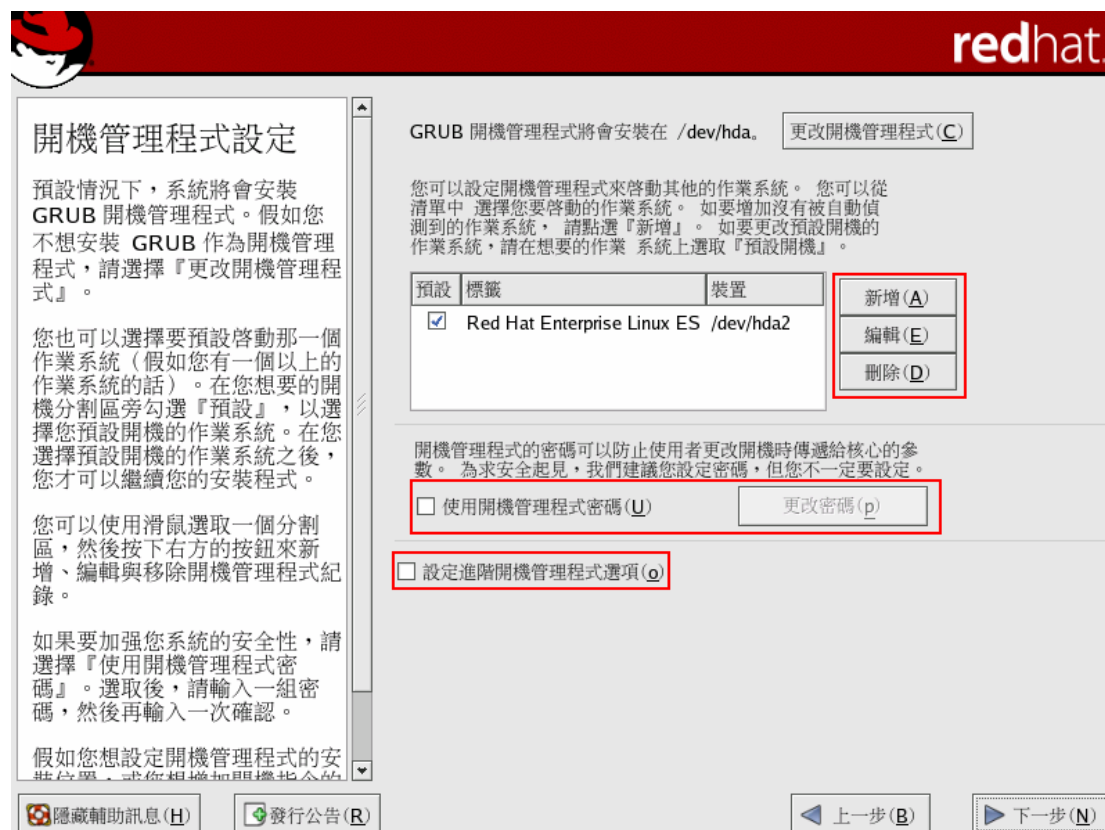 redhat.
開機管理程式設定
預設情況下，系統將會安裝
GRUB 開機管理程式。假如您
不想安裝 GRUB 作為開機管理
程式，請選擇『更改開機管理程
式』。
您也可以選擇要預設啓動那一個
作業系統（假如您有一個以上的
作業系統的話）。在您想要的開
機分割區旁勾選『預設』，以選
擇您預設開機的作業系統。在您
選擇預設開機的作業系統之後，
您才可以繼續您的安裝程式。
您可以使用滑鼠選取一個分割
區，然後按下右方的按鈕來新
增、編輯與移除開機管理程式紀
錄。
如果要加强您系統的安全性，請
選擇『使用開機管理程式密
碼』。選取後，請輸入一組密
碼，然後再輸入一次確認。
假如您想設定開機管理程式的安
裝位置，或您想增加開機指令的
GRUB 開機管理程式將會安裝在 /dev/hda。 更改開機管理程式(C)
您可以設定開機管理程式來啓動其他的作業系統。 您可以從
清單中 選擇您要啓動的作業系統。 如要增加沒有被自動偵
測到的作業系統， 請點選『新增』。 如要更改預設開機的
作業系統，請在想要的作業 系統上選取『預設開機』。
預設 標籤 裝置
Red Hat Enterprise Linux ES /dev/hda2
新增(A)
編輯(E)
刪除(D)
開機管理程式的密碼可以防止使用者更改開機時傳遞給核心的參
數。 為求安全起見，我們建議您設定密碼，但您不一定要設定。
使用開機管理程式密碼(U) 更改密碼(p)
設定進階開機管理程式選項(o)
隱藏輔助訊息(H) 發行公告(R) 上一步(B) 下一步(N)